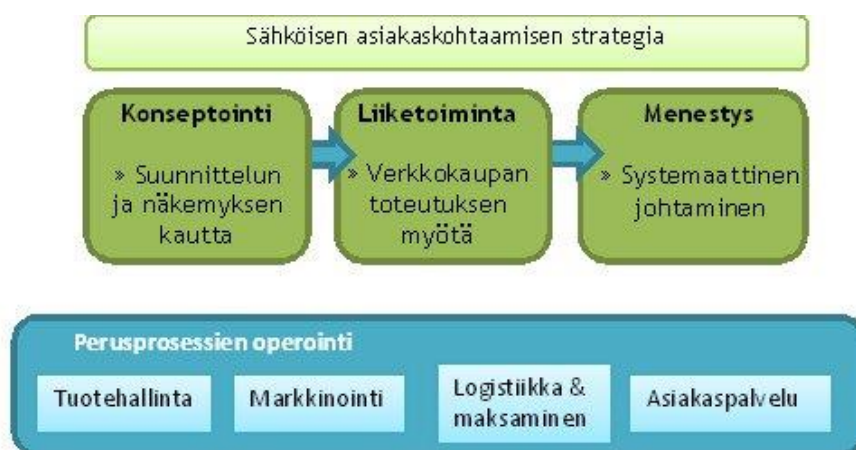 Sähköisen asiakaskohtaamisen strategia
Konseptointi
» Suunnittelun
ja näkemyksen
kautta
Liiketoiminta
» Verkkokaupan
toteutuksen
myötä
Menestys
» Systemaattinen
johtaminen
Perusprosessien operointi
Tuotehallinta
Markkinointi
Logistiikka &
maksaminen
Asiakaspalvelu